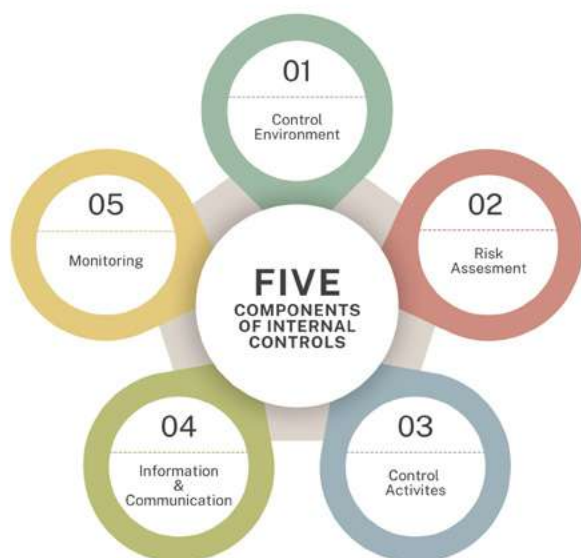 01
Control
Environment
02
Risk
Assesment
03
Control
Activites
04
Information
&
Communication
05
Monitoring
FIVE
COMPONENTS
OF INTERNAL
CONTROLS